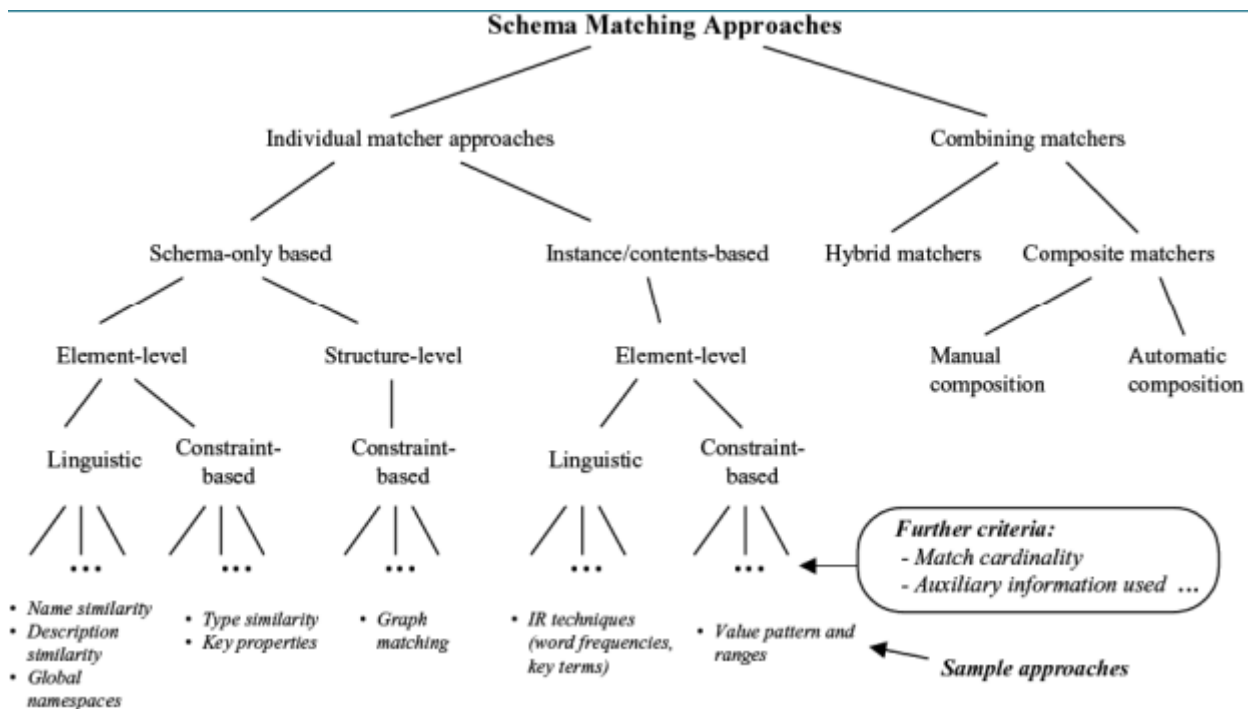 Schema Matching Approaches
Individual matcher approaches
Combining matchers
Schema-only based
Instance/contents-based
Hybrid matchers
Composite matchers
Element-level
Structure-level
Element-level
Manual
composition
Automatic
composition
Linguistic
Constraint-
based
Constraint-
based
Linguistic
Constraint-
based
Further criteria:
- Match cardinality
- Auxiliary information used ...
...
...
...
...
...
• Name similarity
• Description
similarity
• Global
namespaces
• Type similarity
• Key properties
• Graph
matching
• IR techniques
(word frequencies,
key terms)
• Value pattern and
ranges
Sample approaches